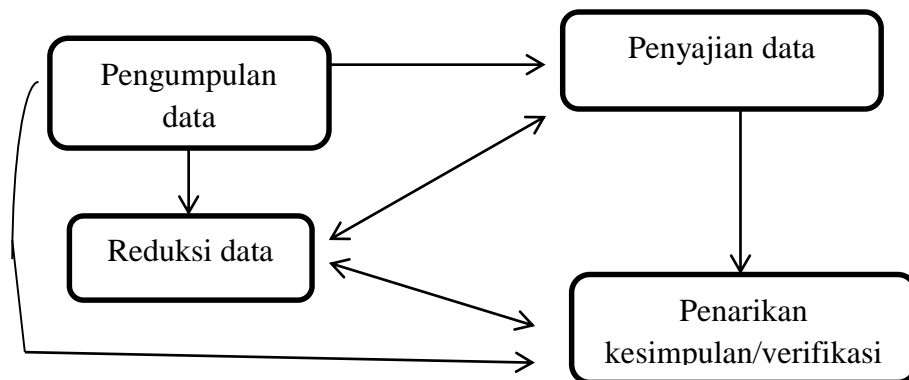 Pengumpulan
data
Penyajian data
Reduksi data
Penarikan
kesimpulan/verifikasi